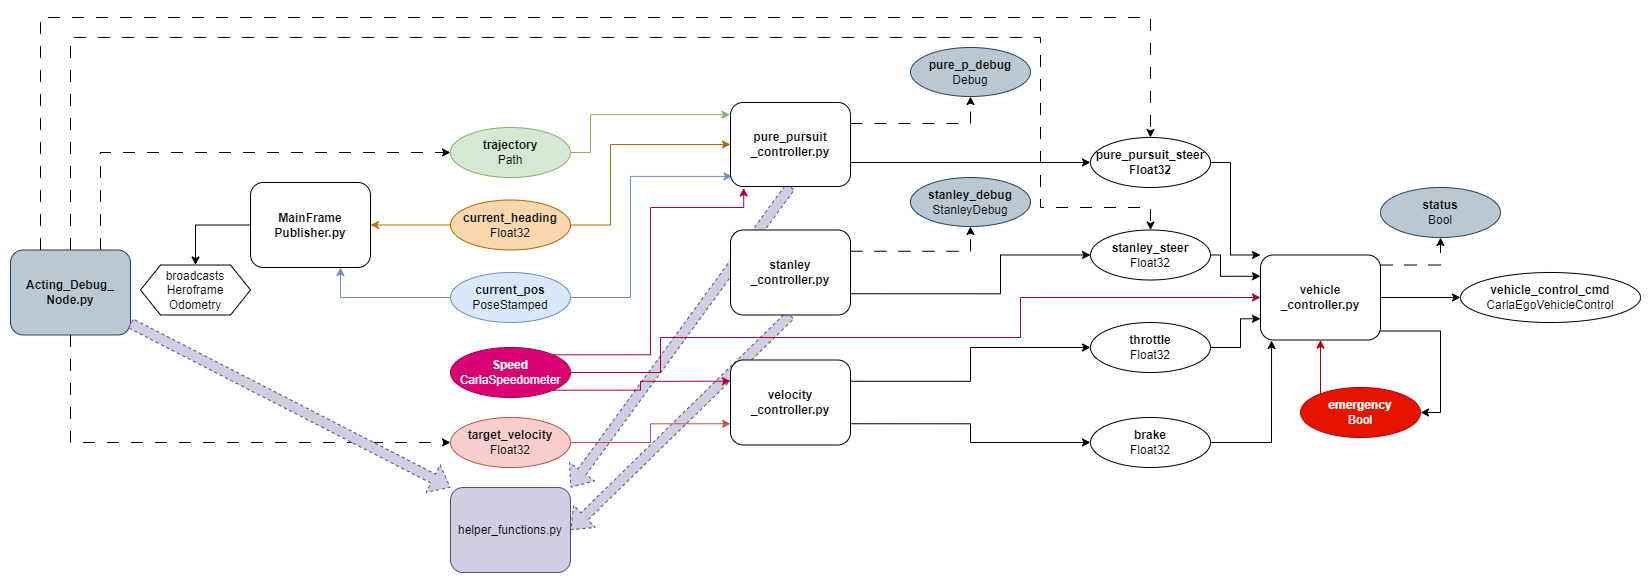 pure_p_debug
Debug
trajectory
Path
pure_pursuit
_controller.py
pure_pursuit_steer
Float32
MainFrame
Publisher.py
current_heading
Float32
stanley_debug
StanleyDebug
status
Bool
Acting_Debug_
Node.py
broadcasts
Heroframe
Odometry
current_pos
PoseStamped
stanley
_controller.py
stanley_steer
Float32
vehicle
_controller.py
vehicle_control_cmd
CarlaEgoVehicleControl
Speed
CarlaSpeedometer
throttle
Float32
velocity
_controller.py
emergency
Bool
target_velocity
Float32
brake
Float32
helper_functions.py